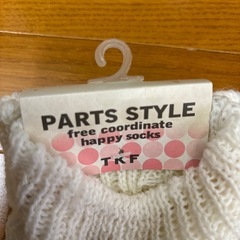 PARTS STYLE
free coordinate
happy socks
TKF